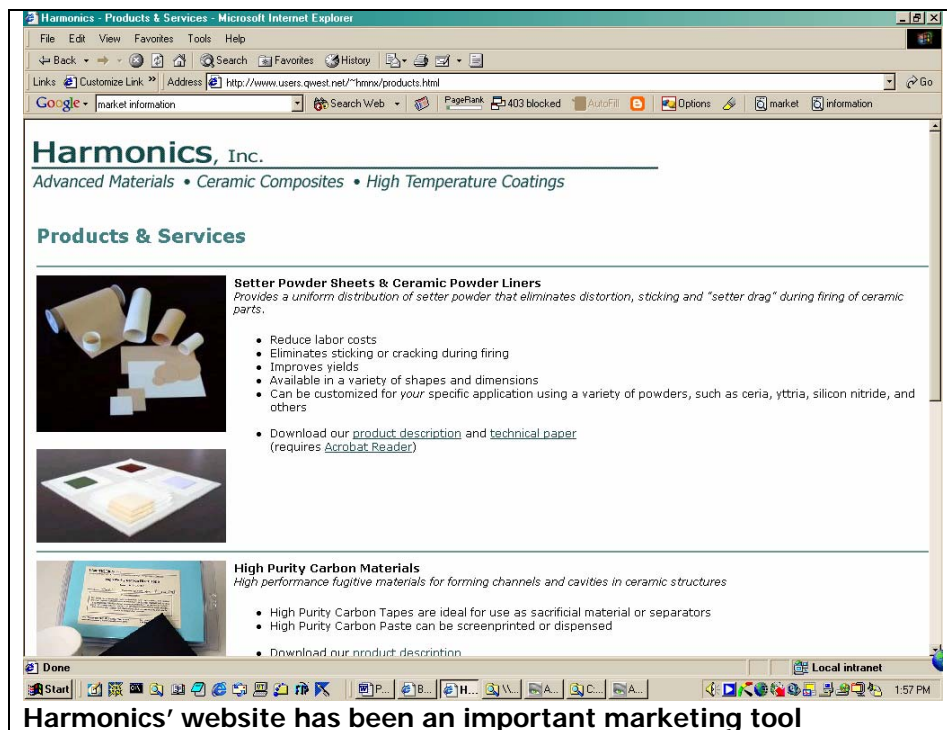 Harmonics - Products & Services - Microsoft Internet Explorer
File Edit View Favorites Tools Help
Back Search Favorites History
Links Customize Link » Address http://www.users.qwest.net/~hmnx/products.html Go
Google market information Search Web PageRank 403 blocked AutoFill Options market information
Harmonics, Inc.
Advanced Materials • Ceramic Composites • High Temperature Coatings
Products & Services
Setter Powder Sheets & Ceramic Powder Liners
Provides a uniform distribution of setter powder that eliminates distortion, sticking and "setter drag" during firing of ceramic
parts.
• Reduce labor costs
• Eliminates sticking or cracking during firing
• Improves yields
• Available in a variety of shapes and dimensions
• Can be customized for your specific application using a variety of powders, such as ceria, yttria, silicon nitride, and
others
• Download our product description and technical paper
(requires Acrobat Reader)
High Purity Carbon Materials
High performance fugitive materials for forming channels and cavities in ceramic structures
• High Purity Carbon Tapes are ideal for use as sacrificial material or separators
• High Purity Carbon Paste can be screenprinted or dispensed
• Download our product description
Done Local intranet
Start P... B... H... \\... A... C... A... 1:57 PM
Harmonics' website has been an important marketing tool